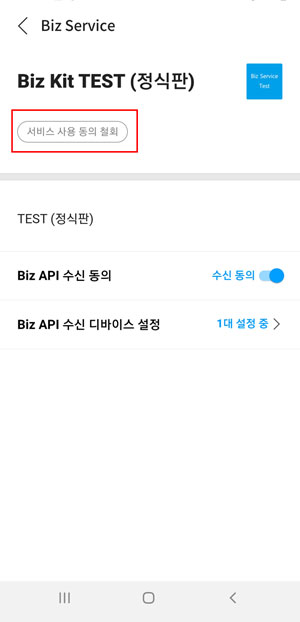 Biz Service
Biz Kit TEST (정식판)
Biz Service
Test
서비스 사용 동의 철회
TEST (정식판)
Biz API 수신 동의
수신 동의
Biz API 수신 디바이스 설정
1대 설정 중